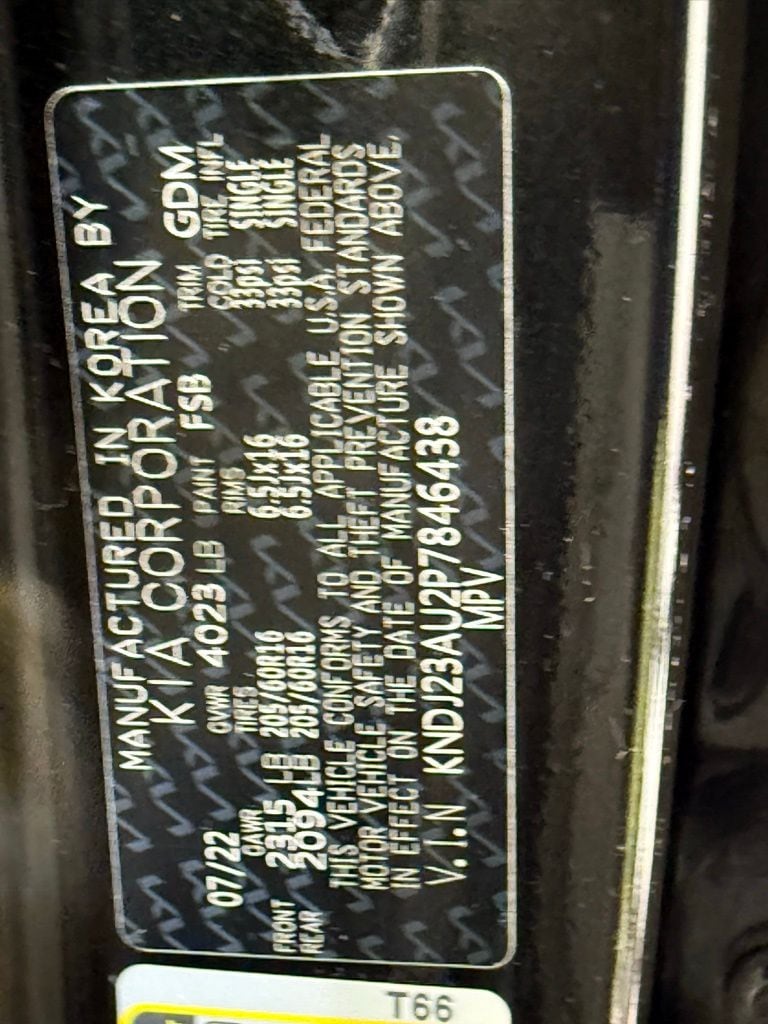 MANUFACTURED IN KOREA BY
KIA CORPORATION
07/22 GVWR 4023 LB PAINT FSB TRIM GDM
GAWR TIRES RIMS COLD TIRE INFL
FRONT 2315 LB 205/60R16 6.5Jx16 33psi SINGLE
REAR 2094LB 205/60R16 6.5Jx16 33psi SINGLE
THIS VEHICLE CONFORMS TO ALL APPLICABLE U.S.A. FEDERAL
MOTOR VEHICLE SAFETY AND THEFT PREVENTION STANDARDS
IN EFFECT ON THE DATE OF MANUFACTURE SHOWN ABOVE.
V.I.N KNDJ23AU2P7846438
MPV
T66